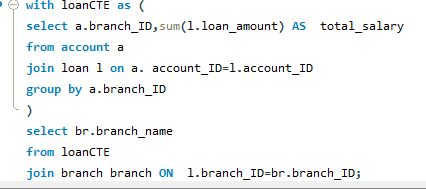 with loanCTE as (
select a.branch_ID,sum(l.loan_amount) AS  total_salary
from account a
join loan l on a. account_ID=l.account_ID
group by a.branch_ID
)
select br.branch_name
from loanCTE
join branch branch ON  l.branch_ID=br.branch_ID;